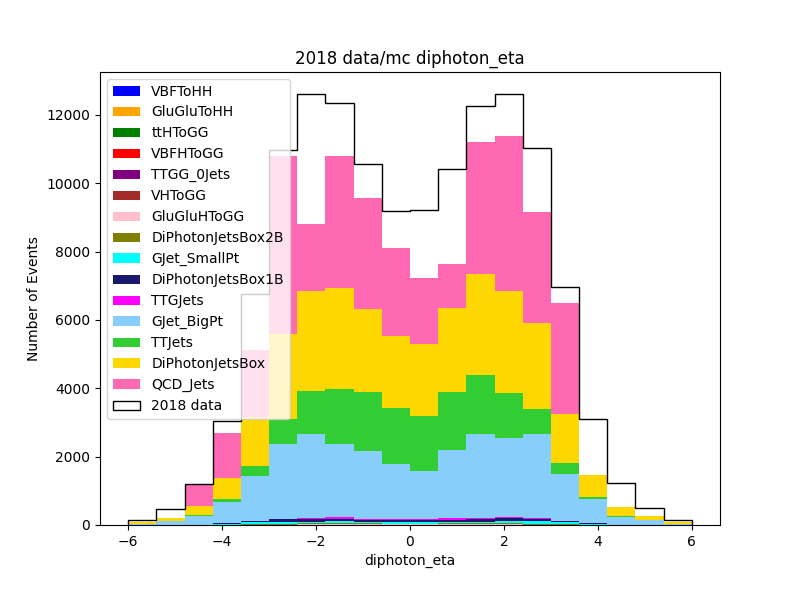 2018 data/mc diphoton_eta
Number of Events
12000
10000
8000
6000
4000
2000
0
VBFToHH
GluGluToHH
ttHToGG
VBFHToGG
TTGG_0Jets
VHToGG
GluGluHToGG
DiPhotonJetsBox2B
GJet_SmallPt
DiPhotonJetsBox1B
TTGJets
GJet_BigPt
TTJets
DiPhotonJetsBox
QCD_Jets
2018 data
−6 −4 −2 0 2 4 6
diphoton_eta